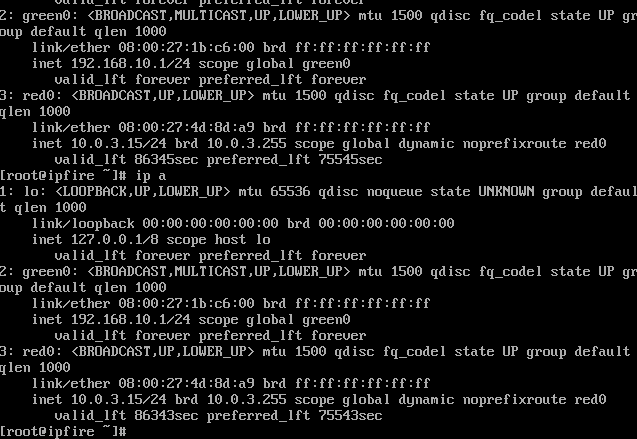 valid_lft forever preferred_lft forever
2: green0: <BROADCAST,MULTICAST,UP,LOWER_UP> mtu 1500 qdisc fq_codel state UP gr
oup default qlen 1000
    link/ether 08:00:27:1b:c6:00 brd ff:ff:ff:ff:ff:ff
    inet 192.168.10.1/24 scope global green0
       valid_lft forever preferred_lft forever
3: red0: <BROADCAST,UP,LOWER_UP> mtu 1500 qdisc fq_codel state UP group default
qlen 1000
    link/ether 08:00:27:4d:8d:a9 brd ff:ff:ff:ff:ff:ff
    inet 10.0.3.15/24 brd 10.0.3.255 scope global dynamic noprefixroute red0
       valid_lft 86345sec preferred_lft 75545sec
[root@ipfire ~]# ip a
1: lo: <LOOPBACK,UP,LOWER_UP> mtu 65536 qdisc noqueue state UNKNOWN group defaul
t qlen 1000
    link/loopback 00:00:00:00:00:00 brd 00:00:00:00:00:00
    inet 127.0.0.1/8 scope host lo
       valid_lft forever preferred_lft forever
2: green0: <BROADCAST,MULTICAST,UP,LOWER_UP> mtu 1500 qdisc fq_codel state UP gr
oup default qlen 1000
    link/ether 08:00:27:1b:c6:00 brd ff:ff:ff:ff:ff:ff
    inet 192.168.10.1/24 scope global green0
       valid_lft forever preferred_lft forever
3: red0: <BROADCAST,UP,LOWER_UP> mtu 1500 qdisc fq_codel state UP group default
qlen 1000
    link/ether 08:00:27:4d:8d:a9 brd ff:ff:ff:ff:ff:ff
    inet 10.0.3.15/24 brd 10.0.3.255 scope global dynamic noprefixroute red0
       valid_lft 86343sec preferred_lft 75543sec
[root@ipfire ~]#